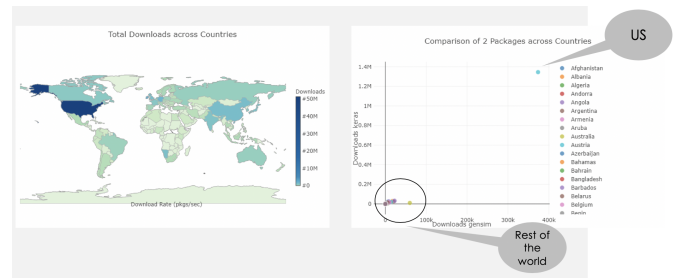 Total Downloads across Countries
Downloads
#50M
#40M
#30M
#20M
#10M
#0
Download Rate (pkgs/sec)
US
Comparison of 2 Packages across Countries
Downloads keras
1.4M
1.2M
1M
0.8M
0.6M
0.4M
0.2M
0
0
100k
200k
300k
400k
Downloads gensim
Afghanistan
Albania
Algeria
Andorra
Angola
Argentina
Armenia
Aruba
Australia
Austria
Azerbaijan
Bahamas
Bahrain
Bangladesh
Barbados
Belarus
Belgium
Rest of
the
world